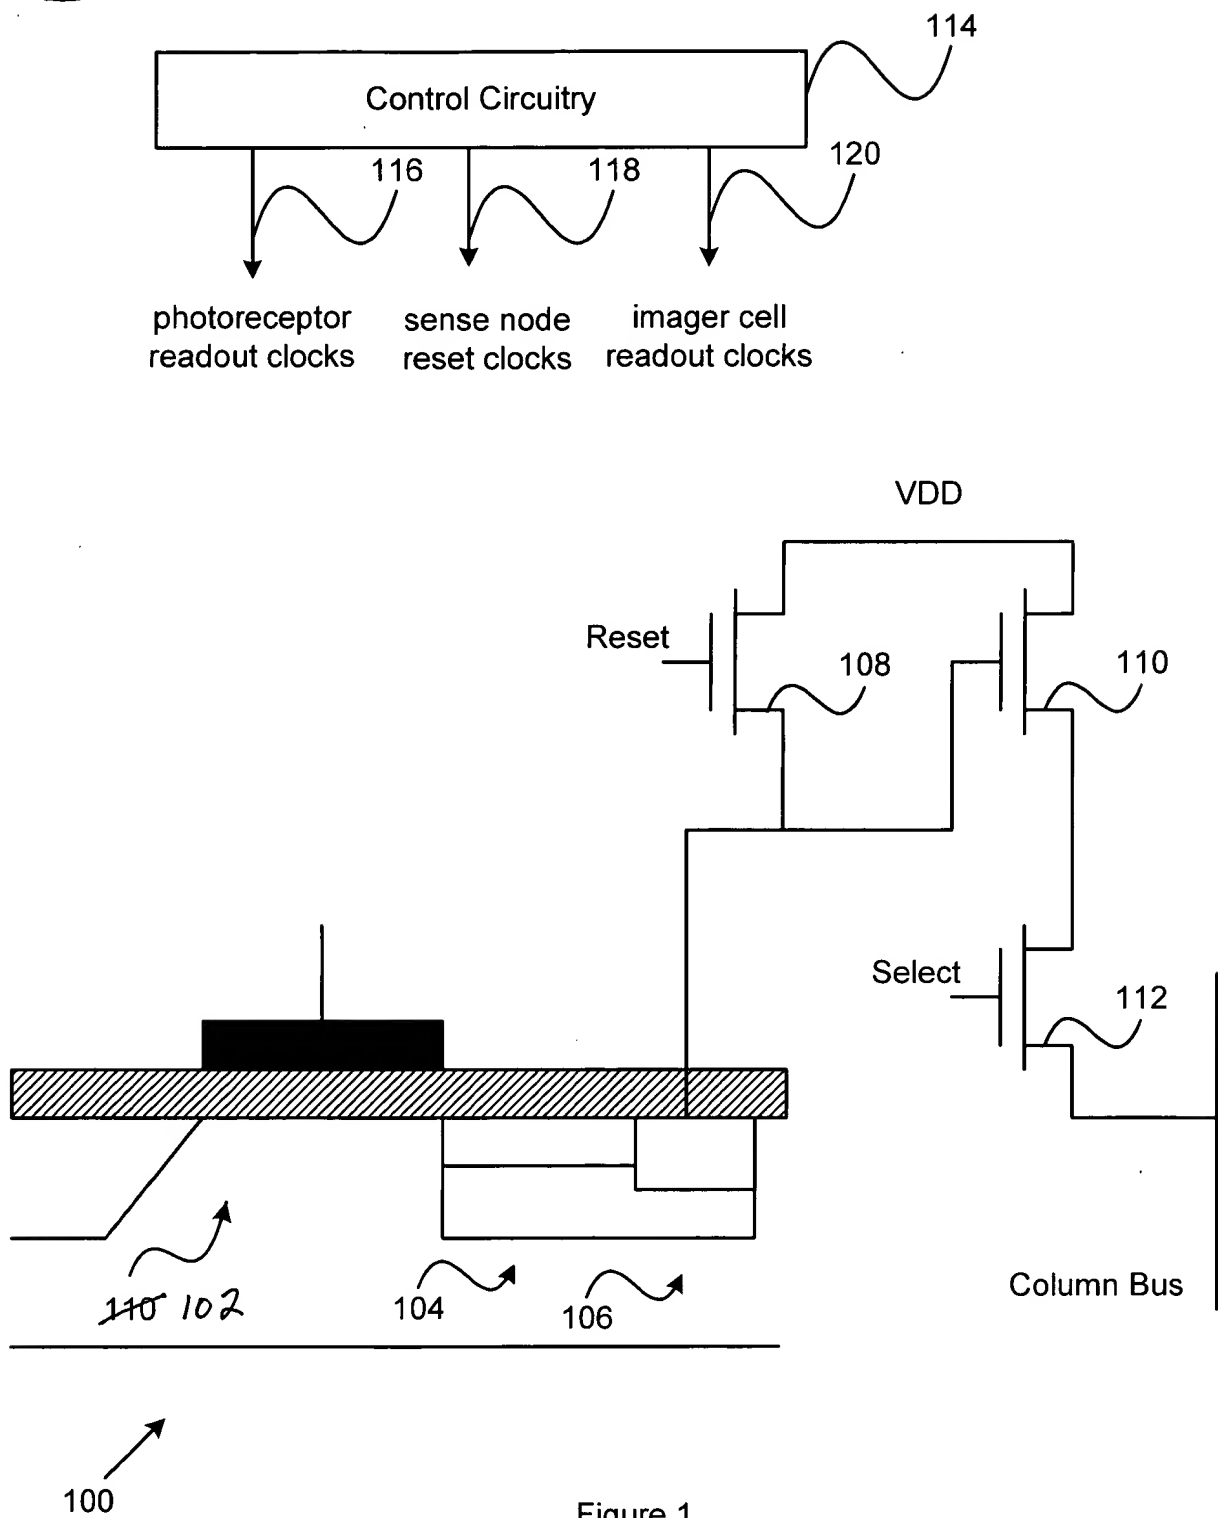 114
Control Circuitry
116
118
120
photoreceptor
readout clocks
sense node
reset clocks
imager cell
readout clocks
VDD
Reset
108
110
Select
112
110 102
104
106
Column Bus
100
Figure 1